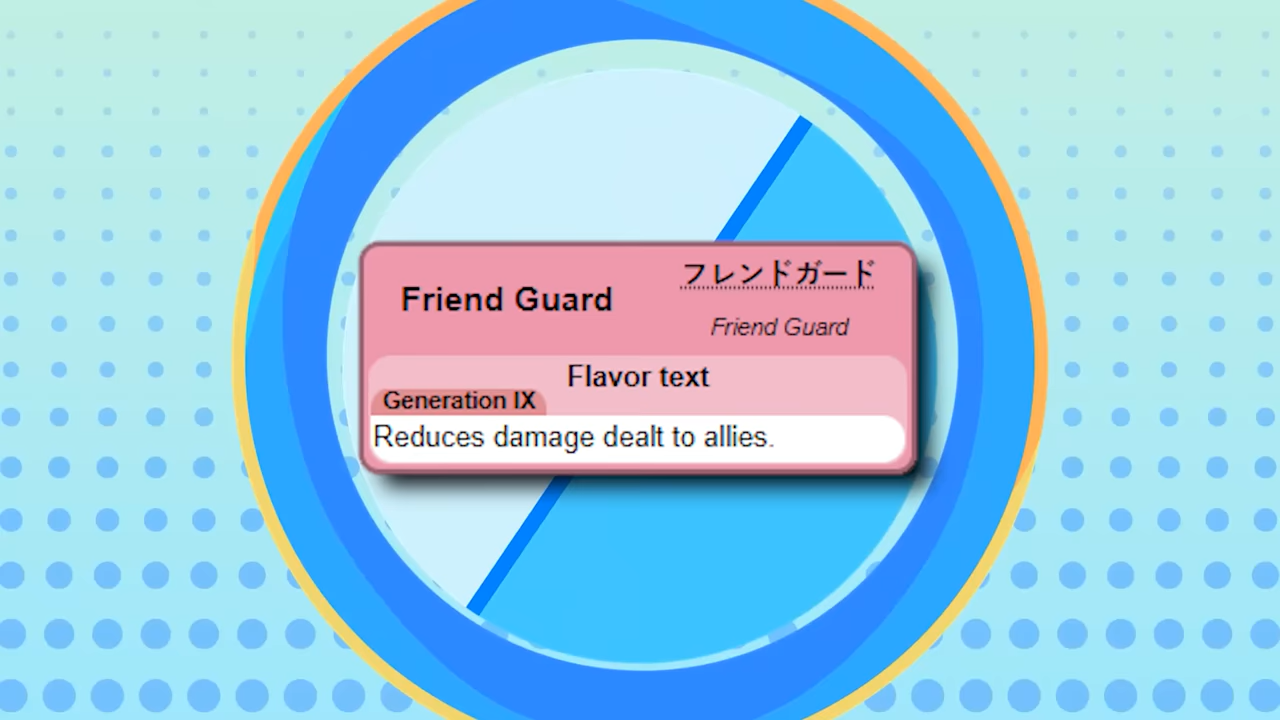 Friend Guard
フレンドガード
Friend Guard
Flavor text
Generation IX
Reduces damage dealt to allies.